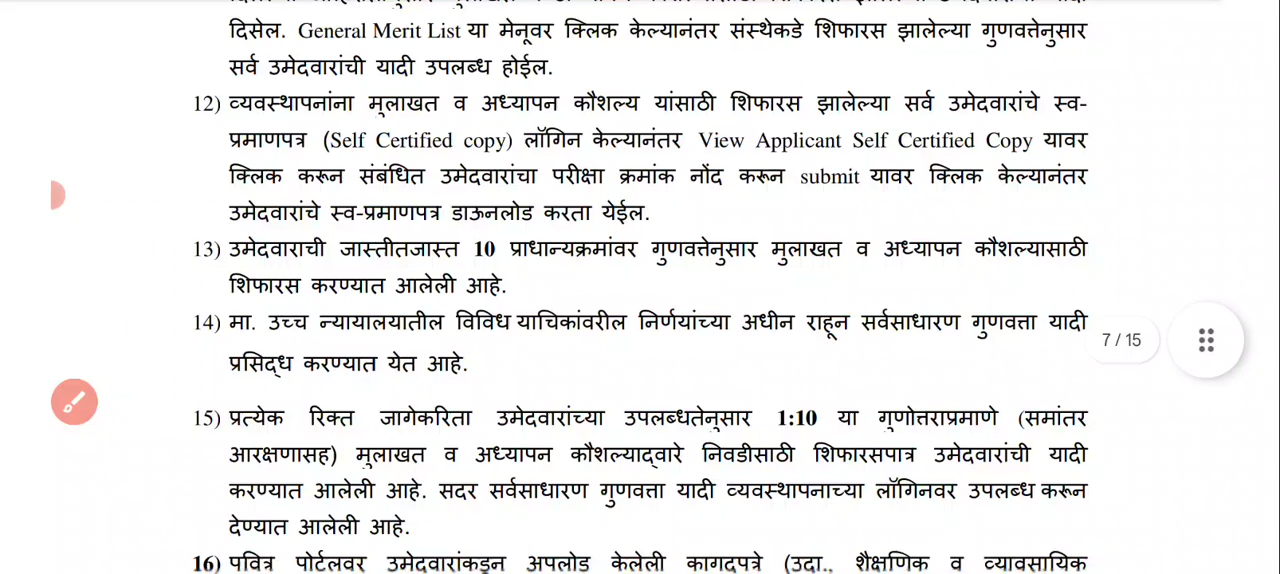 दिसेल. General Merit List या मेनूवर क्लिक केल्यानंतर संस्थेकडे शिफारस झालेल्या गुणवत्तेनुसार
सर्व उमेदवारांची यादी उपलब्ध होईल.
12) व्यवस्थापनांना मुलाखत व अध्यापन कौशल्य यांसाठी शिफारस झालेल्या सर्व उमेदवारांचे स्व-
प्रमाणपत्र (Self Certified copy) लॉगिन केल्यानंतर View Applicant Self Certified Copy यावर
क्लिक करून संबंधित उमेदवारांचा परीक्षा क्रमांक नोंद करून submit यावर क्लिक केल्यानंतर
उमेदवारांचे स्व-प्रमाणपत्र डाऊनलोड करता येईल.
13) उमेदवाराची जास्तीतजास्त 10 प्राधान्यक्रमांवर गुणवत्तेनुसार मुलाखत व अध्यापन कौशल्यासाठी
शिफारस करण्यात आलेली आहे.
14) मा. उच्च न्यायालयातील विविध याचिकांवरील निर्णयांच्या अधीन राहून सर्वसाधारण गुणवत्ता यादी
7 / 15
प्रसिद्ध करण्यात येत आहे.
15) प्रत्येक रिक्त जागेकरिता उमेदवारांच्या उपलब्धतेनुसार 1:10 या गुणोत्तराप्रमाणे (समांतर
आरक्षणासह) मुलाखत व अध्यापन कौशल्याद्वारे निवडीसाठी शिफारसपात्र उमेदवारांची यादी
करण्यात आलेली आहे. सदर सर्वसाधारण गुणवत्ता यादी व्यवस्थापनाच्या लॉगिनवर उपलब्ध करून
देण्यात आलेली आहे.
16) पवित्र पोर्टलवर उमेदवारांकडून अपलोड केलेली कागदपत्रे (उदा., शैक्षणिक व व्यावसायिक